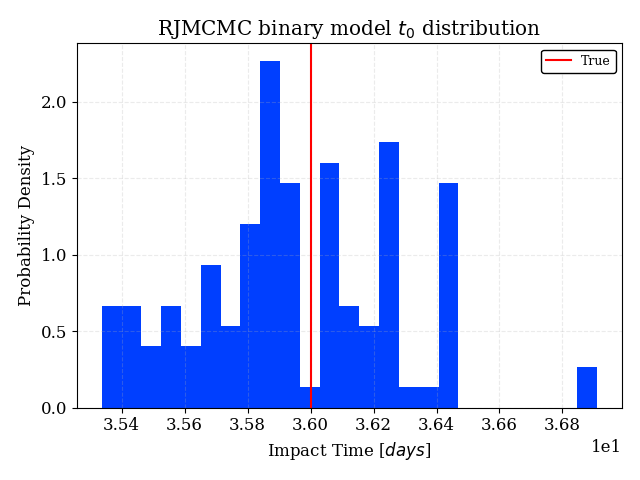 RJMCMC binary model t₀ distribution
True
Probability Density
2.0
1.5
1.0
0.5
0.0
3.54 3.56 3.58 3.60 3.62 3.64 3.66 3.68
1e1
Impact Time [days]